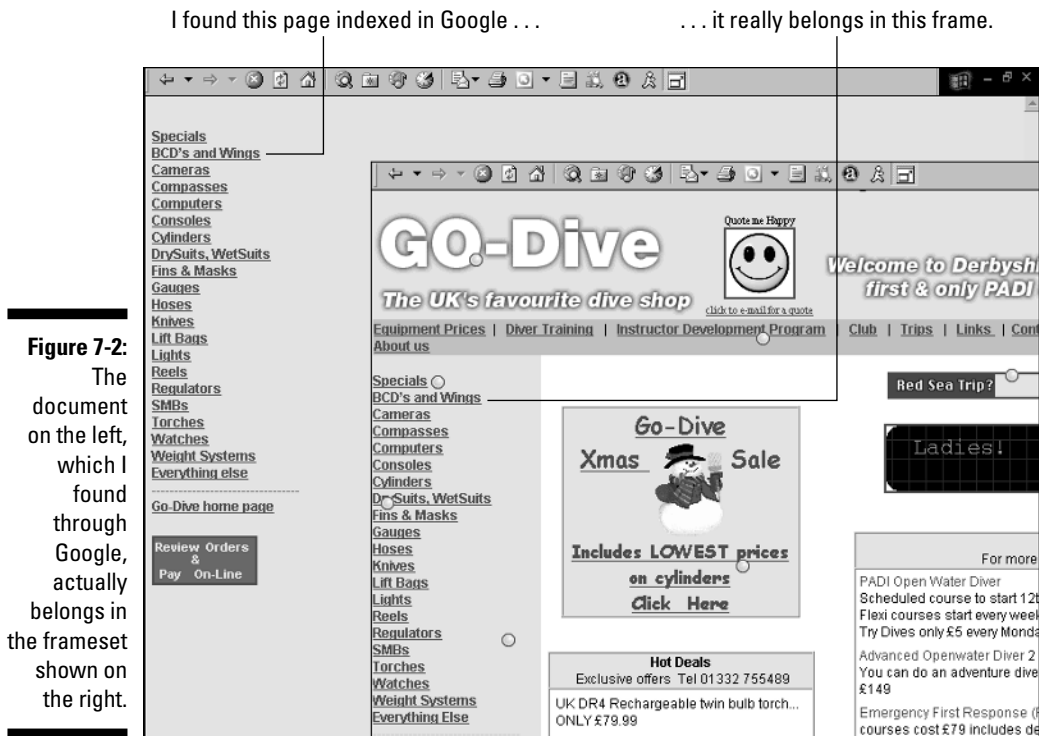 I found this page indexed in Google . . .
. . . it really belongs in this frame.
Figure 7-2:
The
document
on the left,
which I
found
through
Google,
actually
belongs in
the frameset
shown on
the right.
Specials
BCD's and Wings
Cameras
Compasses
Computers
Consoles
Cylinders
DrySuits, WetSuits
Fins & Masks
Gauges
Hoses
Knives
Lift Bags
Lights
Reels
Regulators
SMBs
Torches
Watches
Weight Systems
Everything else
Go-Dive home page
Review Orders
&
Pay On-Line
GO-Dive
The UK's favourite dive shop
Quote me Happy
click to e-mail for a quote
Welcome to Derbyshi
first & only PADI
Equipment Prices | Diver Training | Instructor Development Program | Club | Trips | Links | Cont
About us
Specials
BCD's and Wings
Cameras
Compasses
Computers
Consoles
Cylinders
DrySuits, WetSuits
Fins & Masks
Gauges
Hoses
Knives
Lift Bags
Lights
Reels
Regulators
SMBs
Torches
Watches
Weight Systems
Everything Else
Go-Dive
Xmas Sale
Includes LOWEST prices
on cylinders
Click Here
Hot Deals
Exclusive offers Tel 01332 755489
UK DR4 Rechargeable twin bulb torch...
ONLY £79.99
Red Sea Trip?
Ladies!
For more
PADI Open Water Diver
Scheduled course to start 12t
Flexi courses start every week
Try Dives only £5 every Monda
Advanced Openwater Diver 2
You can do an adventure dive
£149
Emergency First Response (F
courses cost £79 includes de